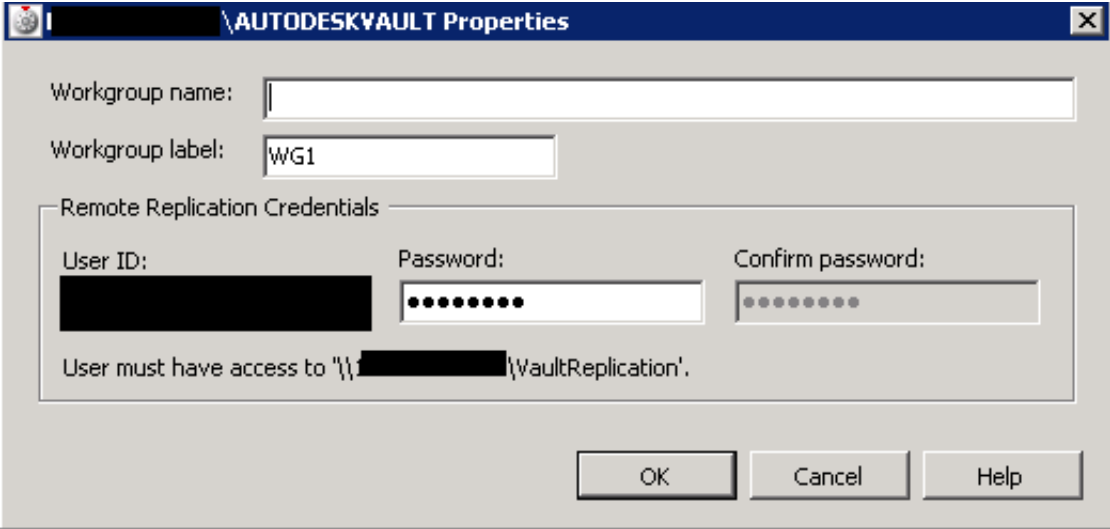 \AUTODESKVAULT Properties
Workgroup name:
Workgroup label: WG1
Remote Replication Credentials
User ID: Password: Confirm password:
●●●●●●●● ●●●●●●●●
User must have access to '\\ \VaultReplication'.
OK Cancel Help